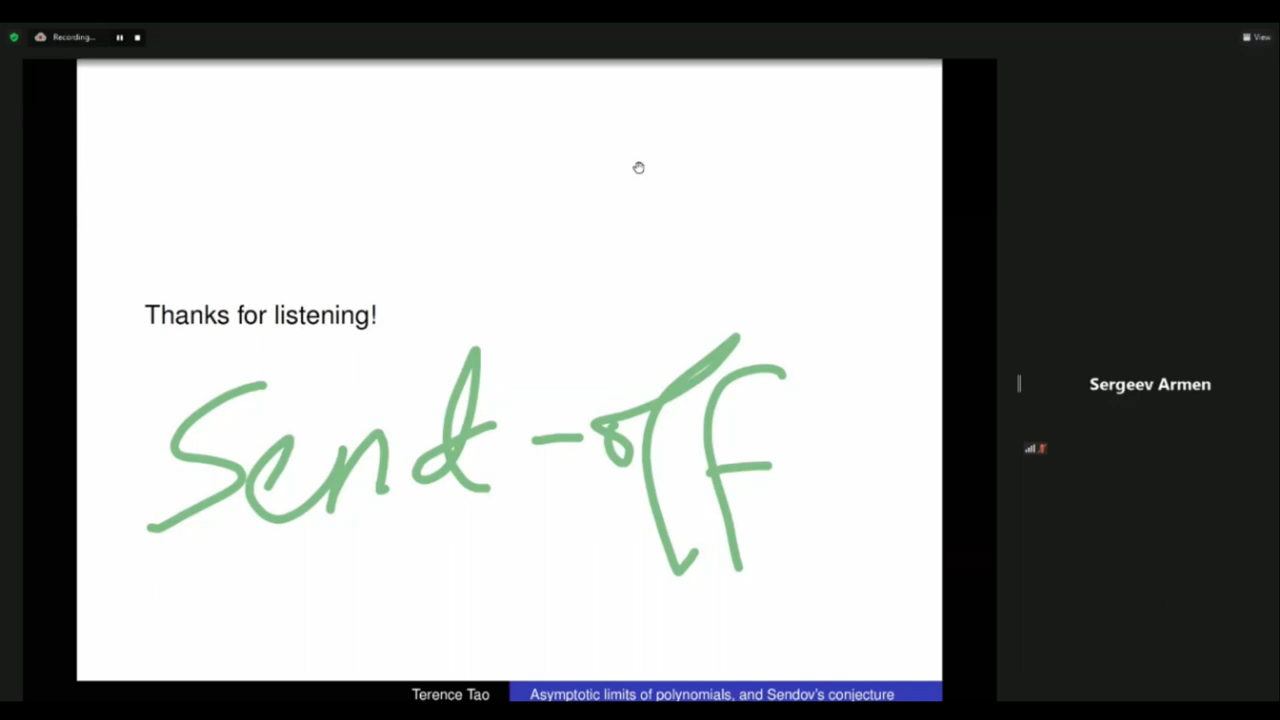 Recording...
View
Thanks for listening!
Send-off
Sergeev Armen
Terence Tao
Asymptotic limits of polynomials, and Sendov's conjecture